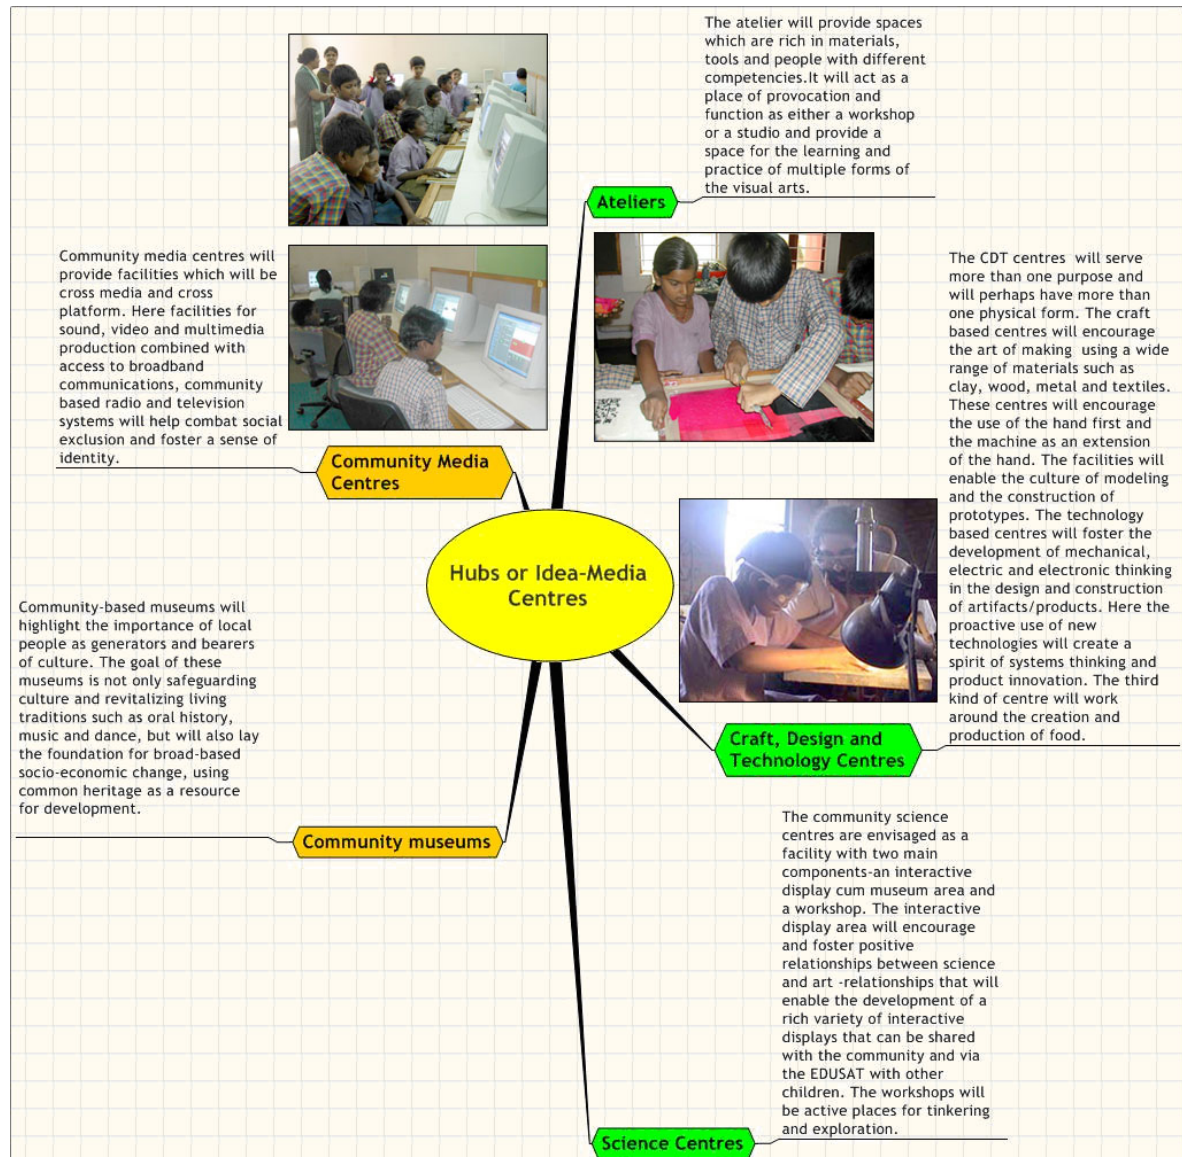 The atelier will provide spaces
which are rich in materials,
tools and people with different
competencies.It will act as a
place of provocation and
function as either a workshop
or a studio and provide a
space for the learning and
practice of multiple forms of
the visual arts.
Ateliers
Community media centres will
provide facilities which will be
cross media and cross
platform. Here facilities for
sound, video and multimedia
production combined with
access to broadband
communications, community
based radio and television
systems will help combat social
exclusion and foster a sense of
identity.
Community Media
Centres
The CDT centres will serve
more than one purpose and
will perhaps have more than
one physical form. The craft
based centres will encourage
the art of making using a wide
range of materials such as
clay, wood, metal and textiles.
These centres will encourage
the use of the hand first and
the machine as an extension
of the hand. The facilities will
enable the culture of modeling
and the construction of
prototypes. The technology
based centres will foster the
development of mechanical,
electric and electronic thinking
in the design and construction
of artifacts/products. Here the
proactive use of new
technologies will create a
spirit of systems thinking and
product innovation. The third
kind of centre will work
around the creation and
production of food.
Craft, Design and
Technology Centres
Hubs or Idea-Media
Centres
Community-based museums will
highlight the importance of local
people as generators and bearers
of culture. The goal of these
museums is not only safeguarding
culture and revitalizing living
traditions such as oral history,
music and dance, but will also lay
the foundation for broad-based
socio-economic change, using
common heritage as a resource
for development.
Community museums
The community science
centres are envisaged as a
facility with two main
components-an interactive
display cum museum area and
a workshop. The interactive
display area will encourage
and foster positive
relationships between science
and art -relationships that will
enable the development of a
rich variety of interactive
displays that can be shared
with the community and via
the EDUSAT with other
children. The workshops will
be active places for tinkering
and exploration.
Science Centres